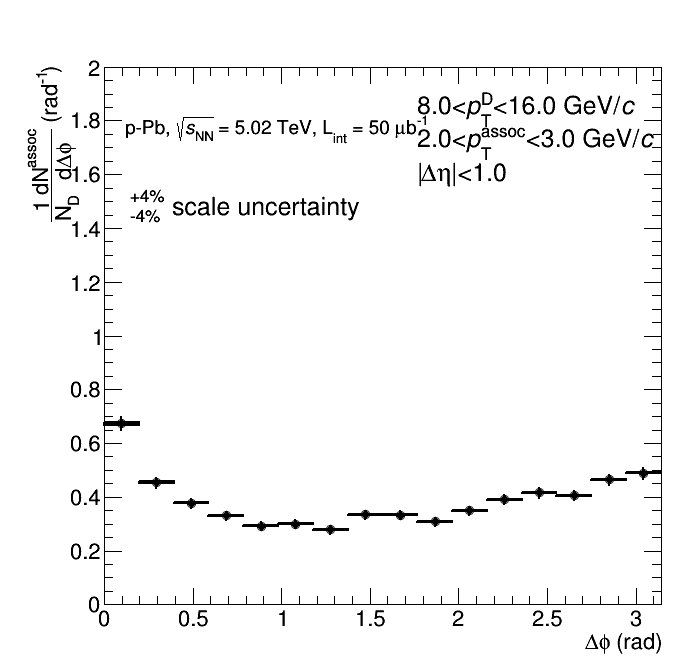 1 dN^assoc
N_D dΔϕ (rad^-1)
p-Pb, √s_NN = 5.02 TeV, L_int = 50 μb^-1
8.0<p_T^D<16.0 GeV/c
2.0<p_T^assoc<3.0 GeV/c
|Δη|<1.0
+4%
-4% scale uncertainty
2
1.8
1.6
1.4
1.2
1
0.8
0.6
0.4
0.2
0
0 0.5 1 1.5 2 2.5 3
Δϕ (rad)